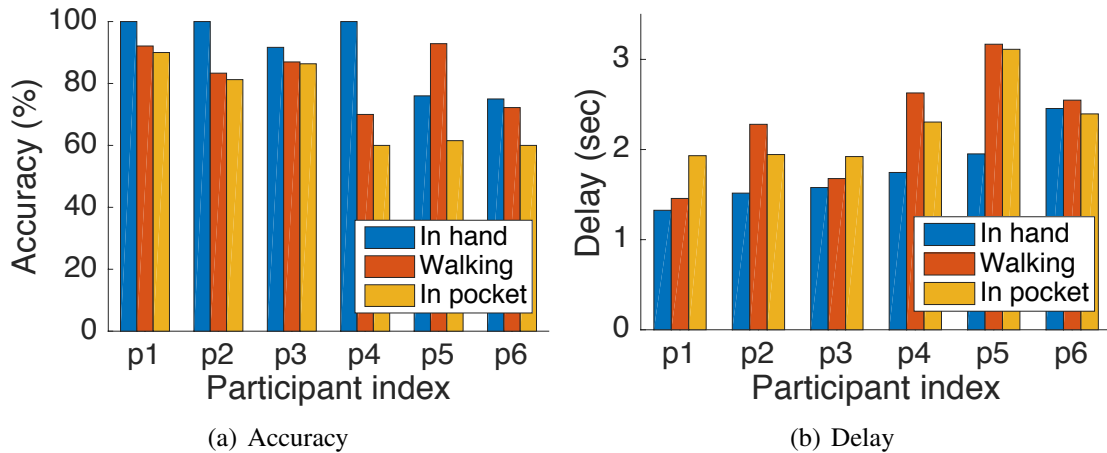 100
80
60
40
20
0
Accuracy (%)
In hand
Walking
In pocket
p1 p2 p3 p4 p5 p6
Participant index
(a) Accuracy
3
2
1
0
Delay (sec)
In hand
Walking
In pocket
p1 p2 p3 p4 p5 p6
Participant index
(b) Delay